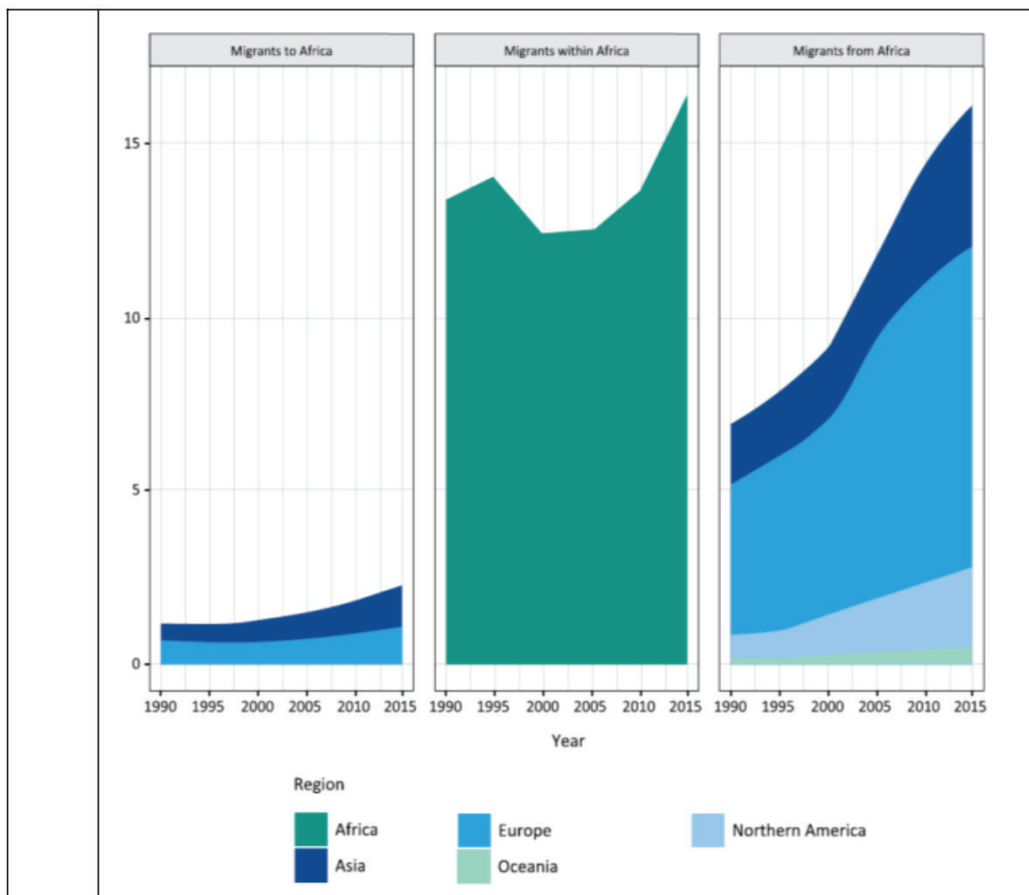 Migrants to Africa Migrants within Africa Migrants from Africa
15
10
5
0
1990 1995 2000 2005 2010 2015 1990 1995 2000 2005 2010 2015 1990 1995 2000 2005 2010 2015
Year
Region
Africa Europe Northern America
Asia Oceania